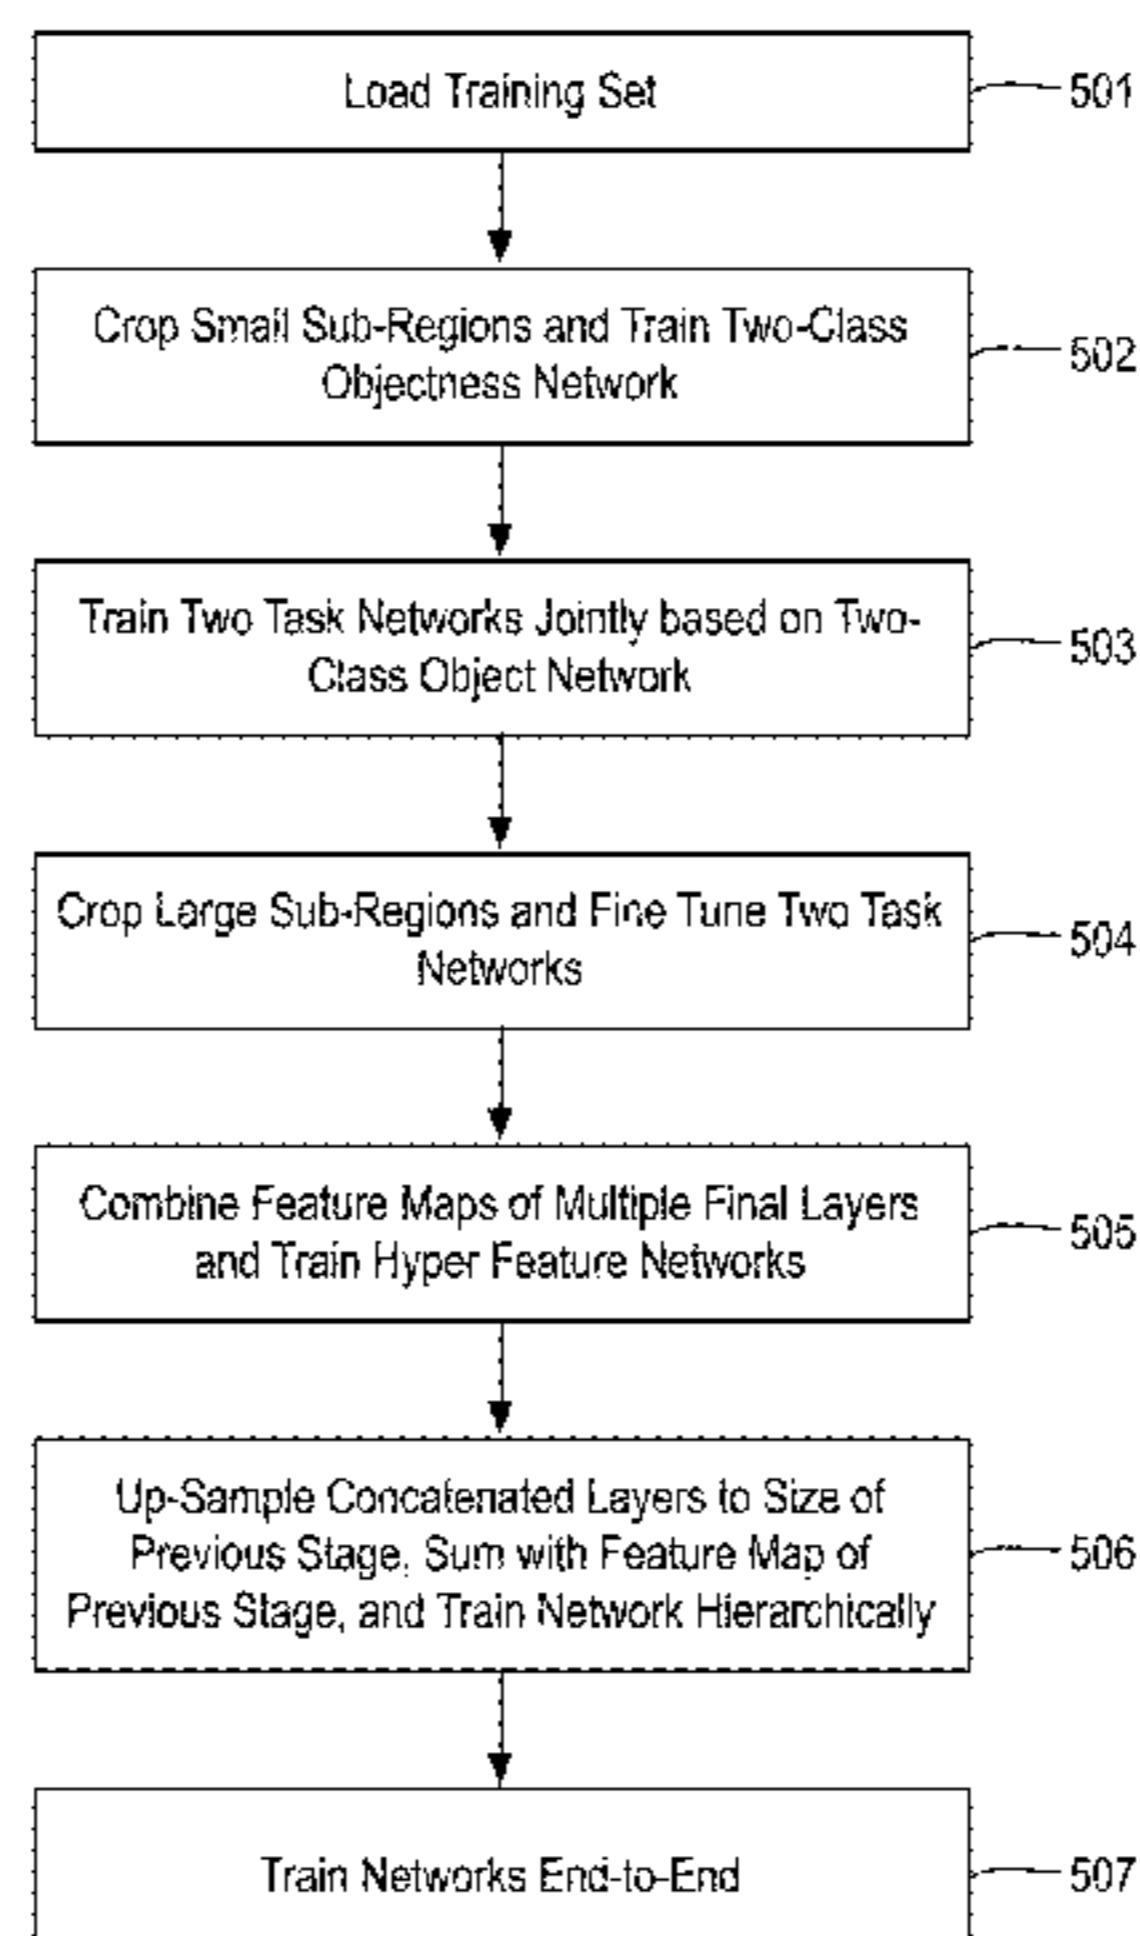 Load Training Set
501
Crop Small Sub-Regions and Train Two-Class
Objectness Network
502
Train Two Task Networks Jointly based on Two-
Class Object Network
503
Crop Large Sub-Regions and Fine Tune Two Task
Networks
504
Combine Feature Maps of Multiple Final Layers
and Train Hyper Feature Networks
505
Up-Sample Concatenated Layers to Size of
Previous Stage, Sum with Feature Map of
Previous Stage, and Train Network Hierarchically
506
Train Networks End-to-End
507